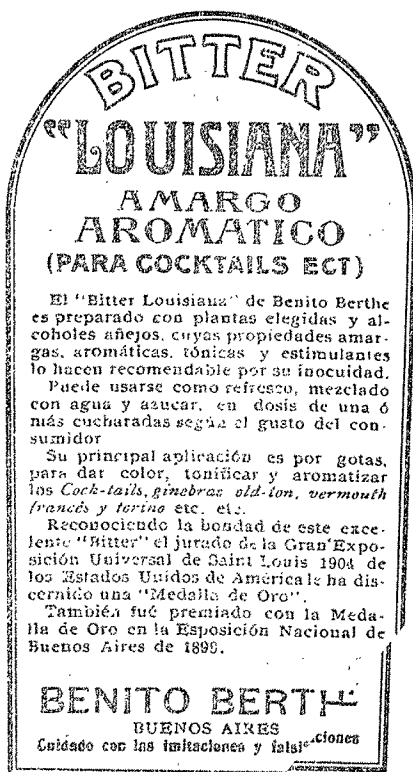 BITTER
"LOUISIANA"
AMARGO
AROMATICO
(PARA COCKTAILS ECT)
El "Bitter Louisiana" de Benito Berthe
es preparado con plantas elegidas y al-
coholes añejos, cuyas propiedades amar-
gas, aromáticas, tónicas y estimulantes
lo hacen recomendable por su inocuidad.
Puede usarse como refresco, mezclado
con agua y azucar, en dosis de una ó
más cucharadas según el gusto del con-
sumidor
Su principal aplicación es por gotas,
para dar color, tonificar y aromatizar
los Cock-tails, ginebras old-ton, vermouth
francés y torino etc. etc.
Reconociendo la bondad de este exce-
lente "Bitter" el jurado de la Gran Expo-
sición Universal de Saint Louis 1904 de
los Estados Unidos de América le ha dis-
cernido una "Medalla de Oro".
También fué premiado con la Meda-
lla de Oro en la Esposición Nacional de
Buenos Aires de 1898.
BENITO BERTHE
BUENOS AIRES
Cuidado con las imitaciones y falsi ciones